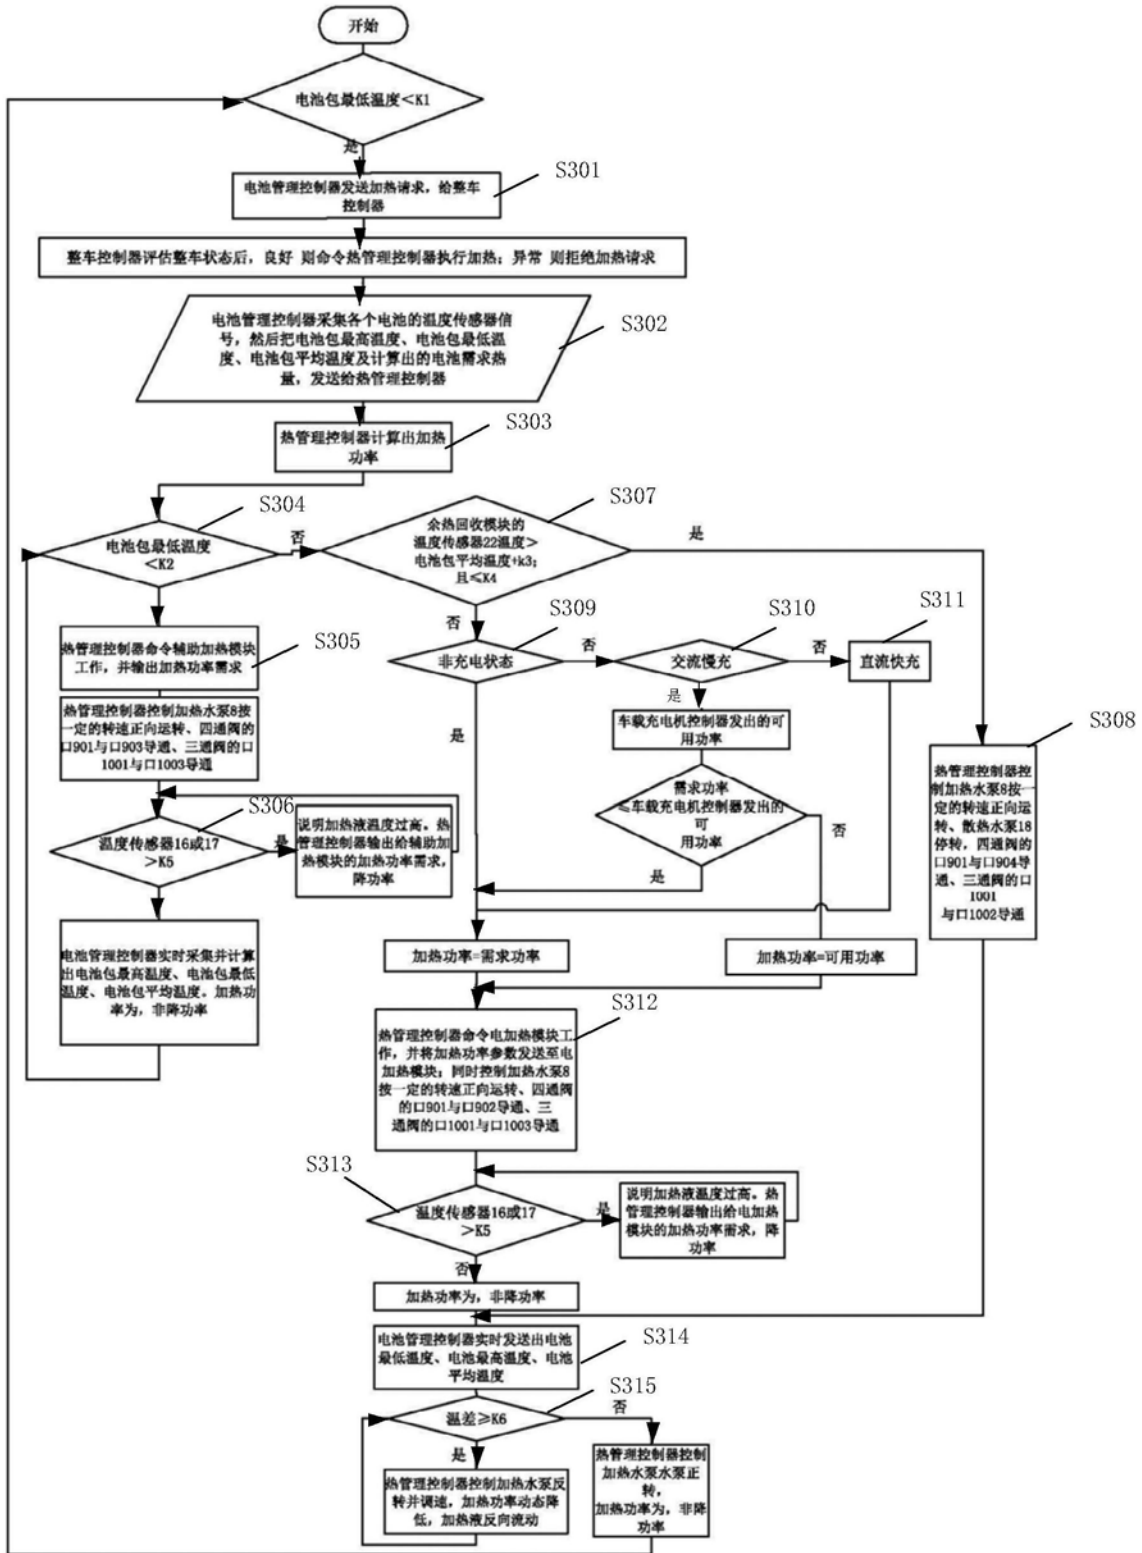 开始
电池包最低温度＜K1
是
S301
电池管理控制器发送加热请求，给整车
控制器
整车控制器评估整车状态后，良好 则命令热管理控制器执行加热；异常 则拒绝加热请求
S302
电池管理控制器采集各个电池的温度传感器信
号，然后把电池包最高温度、电池包最低温
度、电池包平均温度及计算出的电池需求热
量，发送给热管理控制器
S303
热管理控制器计算出加热
功率
S304
电池包最低温度
＜K2
否
S307
余热回收模块的
温度传感器22温度＞
电池包平均温度+k3；
且≤K4
是
否
S305
热管理控制器命令辅助加热模块
工作，并输出加热功率需求
热管理控制器控制加热水泵8按
一定的转速正向运转、四通阀的
口901与口903导通、三通阀的口
1001与口1003导通
S306
温度传感器16或17
＞K5
是
说明加热液温度过高。热
管理控制器输出给辅助加
热模块的加热功率需求，
降功率
电池管理控制器实时采集并计算
出电池包最高温度、电池包最低
温度、电池包平均温度。加热功
率为，非降功率
S309
非充电状态
否
是
S310
交流慢充
否
是
S311
直流快充
车载充电机控制器发出的可
用功率
需求功率
≤车载充电机控制器发出的
可
用功率
否
是
S308
热管理控制器控
制加热水泵8按一
定的转速正向运
转、散热水泵18
停转，四通阀的
口901与口904导
通、三通阀的口
1001
与口1002导通
加热功率=需求功率
加热功率=可用功率
S312
热管理控制器命令电加热模块工
作，并将加热功率参数发送至电
加热模块；同时控制加热水泵8
按一定的转速正向运转、四通阀
的口901与口902导通、三
通阀的口1001与口1003导通
S313
温度传感器16或17
＞K5
是
说明加热液温度过高。热
管理控制器输出给电加热
模块的加热功率需求，降
功率
否
加热功率为，非降功率
S314
电池管理控制器实时发送出电池
最低温度、电池最高温度、电池
平均温度
S315
温差≥K6
否
是
热管理控制器控制加热水泵反
转并调速，加热功率动态降
低，加热液反向流动
热管理控制器控制
加热水泵水泵正
转，
加热功率为，非降
功率